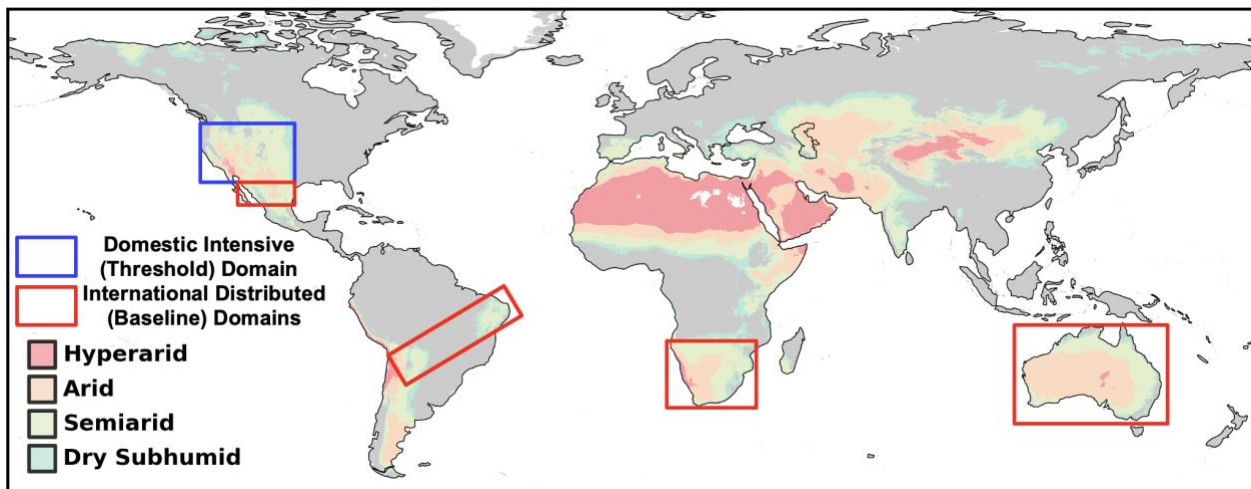 Domestic Intensive
(Threshold) Domain
International Distributed
(Baseline) Domains
Hyperarid
Arid
Semiarid
Dry Subhumid